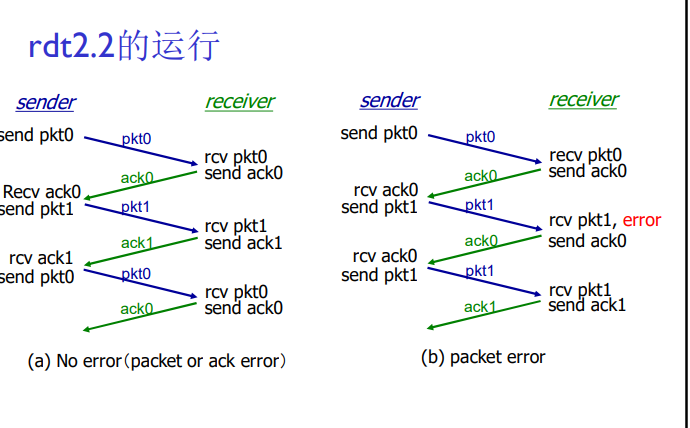 rdt2.2的运行
sender
receiver
send pkt0
pkt0
rcv pkt0
send ack0
ack0
Recv ack0
send pkt1
pkt1
rcv pkt1
send ack1
ack1
rcv ack1
send pkt0
pkt0
rcv pkt0
send ack0
ack0
(a) No error(packet or ack error)
sender
receiver
send pkt0
pkt0
recv pkt0
send ack0
ack0
rcv ack0
send pkt1
pkt1
rcv pkt1, error
send ack0
ack0
rcv ack0
send pkt1
pkt1
rcv pkt1
send ack1
ack1
(b) packet error